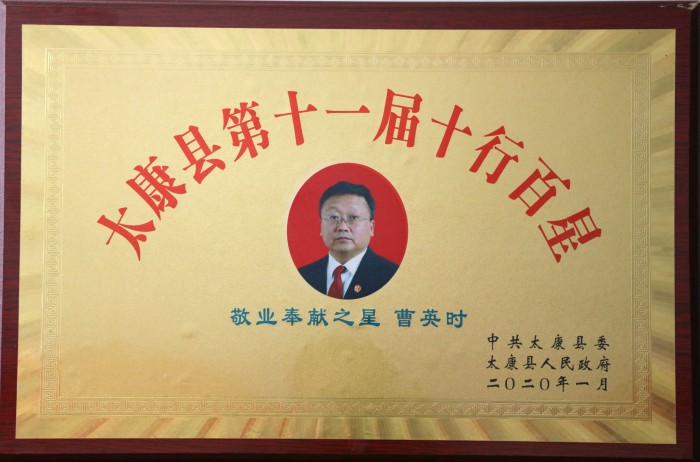 太康县第十一届十行百星
敬业奉献之星 曹英时
中共太康县委
太康县人民政府
二〇二〇年一月